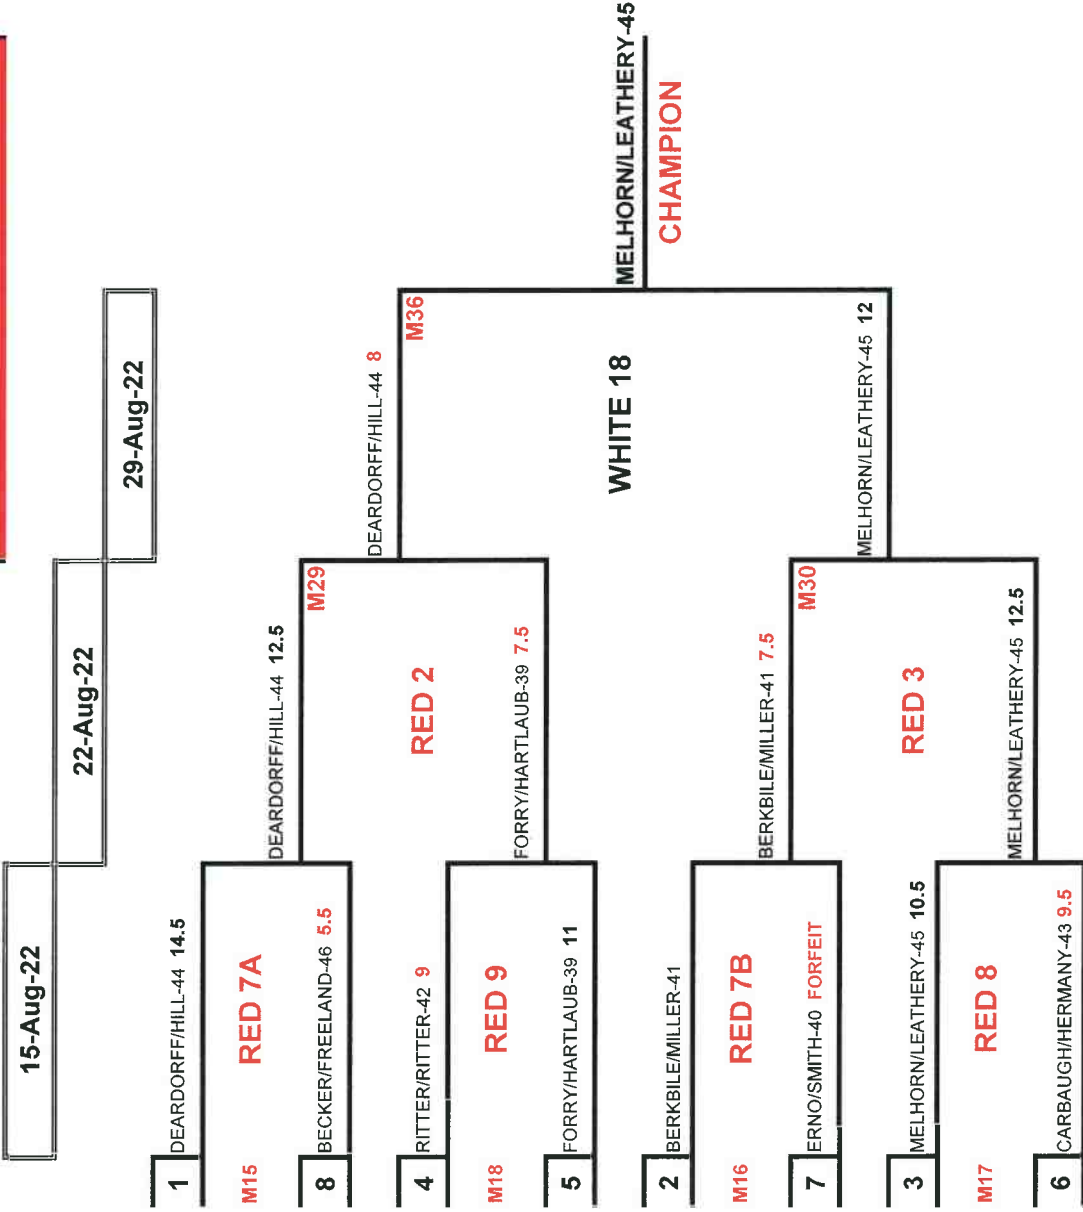 15-Aug-22
22-Aug-22
29-Aug-22
1
DEARDORFF/HILL-44 14.5
M15
RED 7A
8
BECKER/FREELAND-46 5.5
4
RITTER/RITTER-42 9
M18
RED 9
5
FORRY/HARTLAUB-39 11
2
BERKBILE/MILLER-41
M16
RED 7B
7
ERNO/SMITH-40 FORFEIT
3
MELHORN/LEATHERY-45 10.5
M17
RED 8
6
CARBAUGH/HERMANY-43 9.5
DEARDORFF/HILL-44 12.5
M29
RED 2
FORRY/HARTLAUB-39 7.5
BERKBILE/MILLER-41 7.5
M30
RED 3
MELHORN/LEATHERY-45 12.5
DEARDORFF/HILL-44 8
M36
WHITE 18
MELHORN/LEATHERY-45 12
MELHORN/LEATHERY-45
CHAMPION